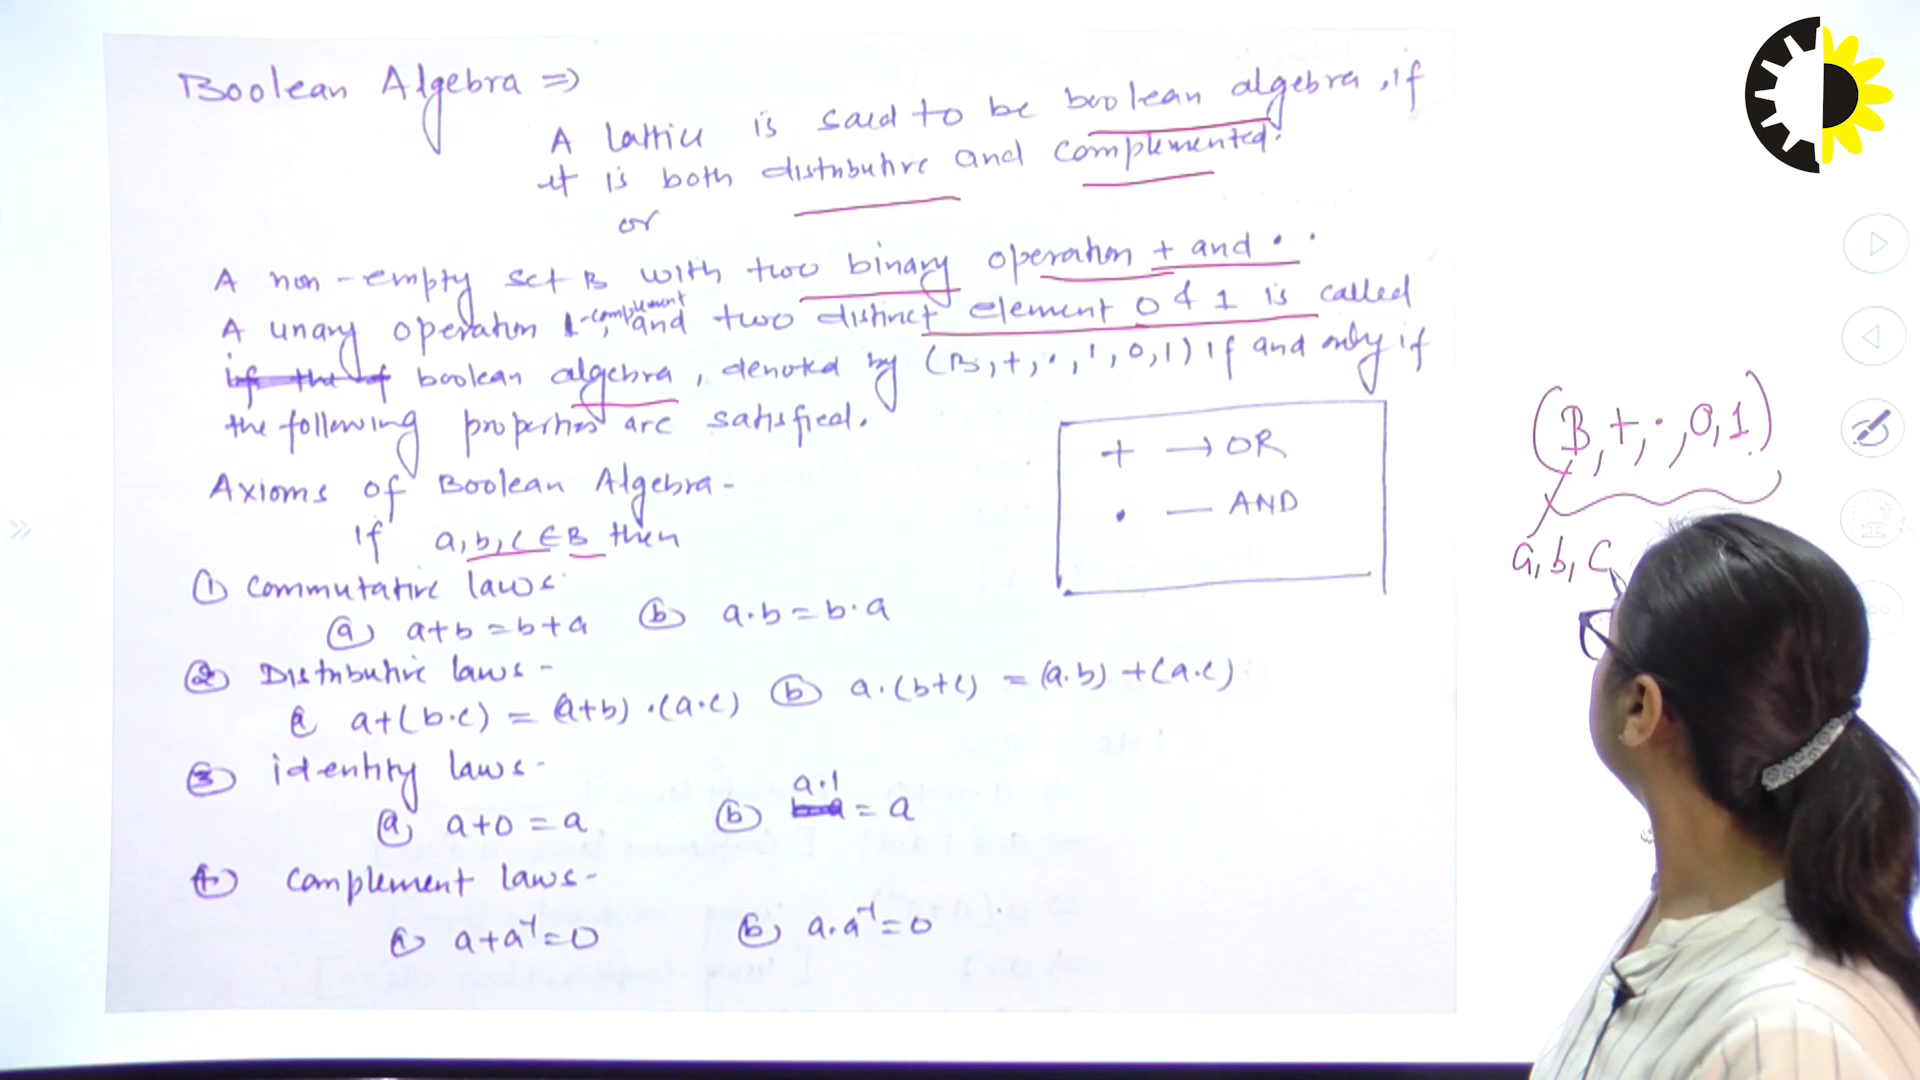 Boolean Algebra ⇒
A lattice is said to be boolean algebra, if
it is both distributive and complemented.
or
A non-empty set B with two binary operation + and ·
A unary operation ' - complement, and two distinct element 0 & 1 is called
if the f boolean algebra, denoted by (B,+,·,',0,1) if and only if
the following properties are satisfied.
+ → OR
· — AND
(B,+,·,0,1)
a,b,c
Axioms of Boolean Algebra-
If a,b,c ∈ B then
① Commutative laws-
ⓐ a+b=b+a ⓑ a·b=b·a
② Distributive laws-
ⓐ a+(b·c) = (a+b)·(a·c) ⓑ a·(b+c) = (a·b)+(a·c)
③ identity laws-
ⓐ a+0=a ⓑ a·1 = a
④ Complement laws-
ⓐ a+a⁻¹=0 ⓑ a·a⁻¹=0